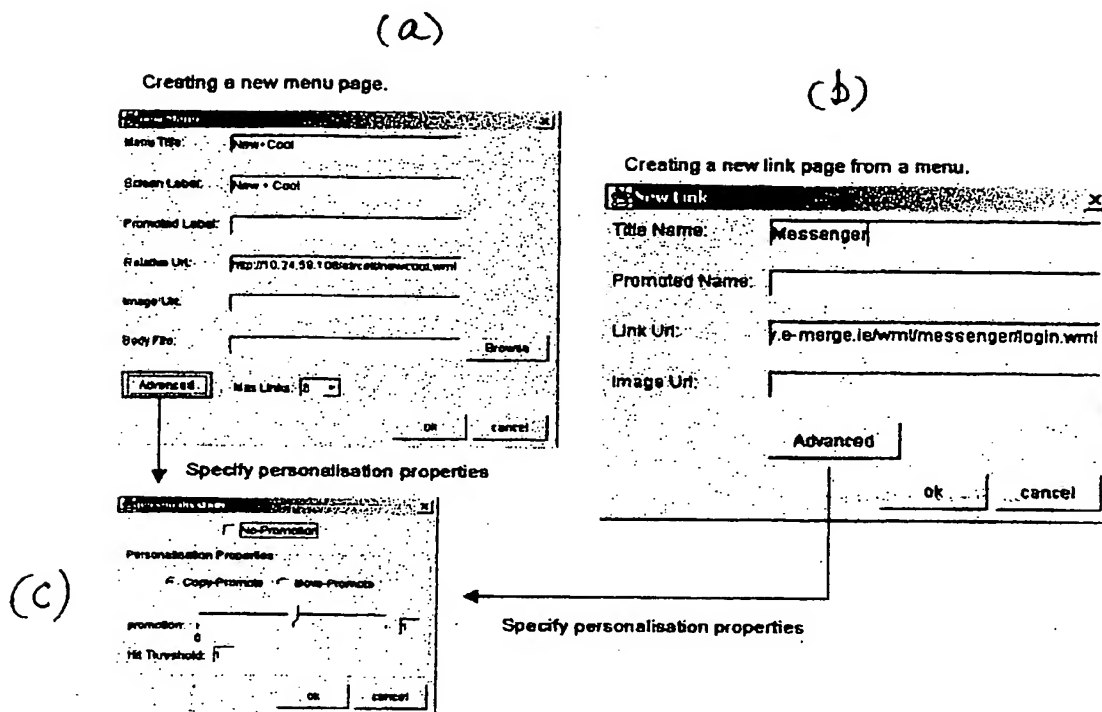 (a)
Creating a new menu page.
Menu Title: New+Cool
Screen Label: New + Cool
Promoted Label:
Relative Url:
Image Url:
Body File:
Browse
Advanced Max Links:
ok cancel
Specify personalisation properties
(b)
Creating a new link page from a menu.
New Link
Title Name: Messenger
Promoted Name:
Link Url: y.e-merge.ie/wml/messenger/login.wml
Image Url:
Advanced
ok cancel
Specify personalisation properties
(c)
No-Promotion
Personalisation Properties
Copy-Promote Move-Promote
promotion: 0 1
Hit Threshold: 1
ok cancel